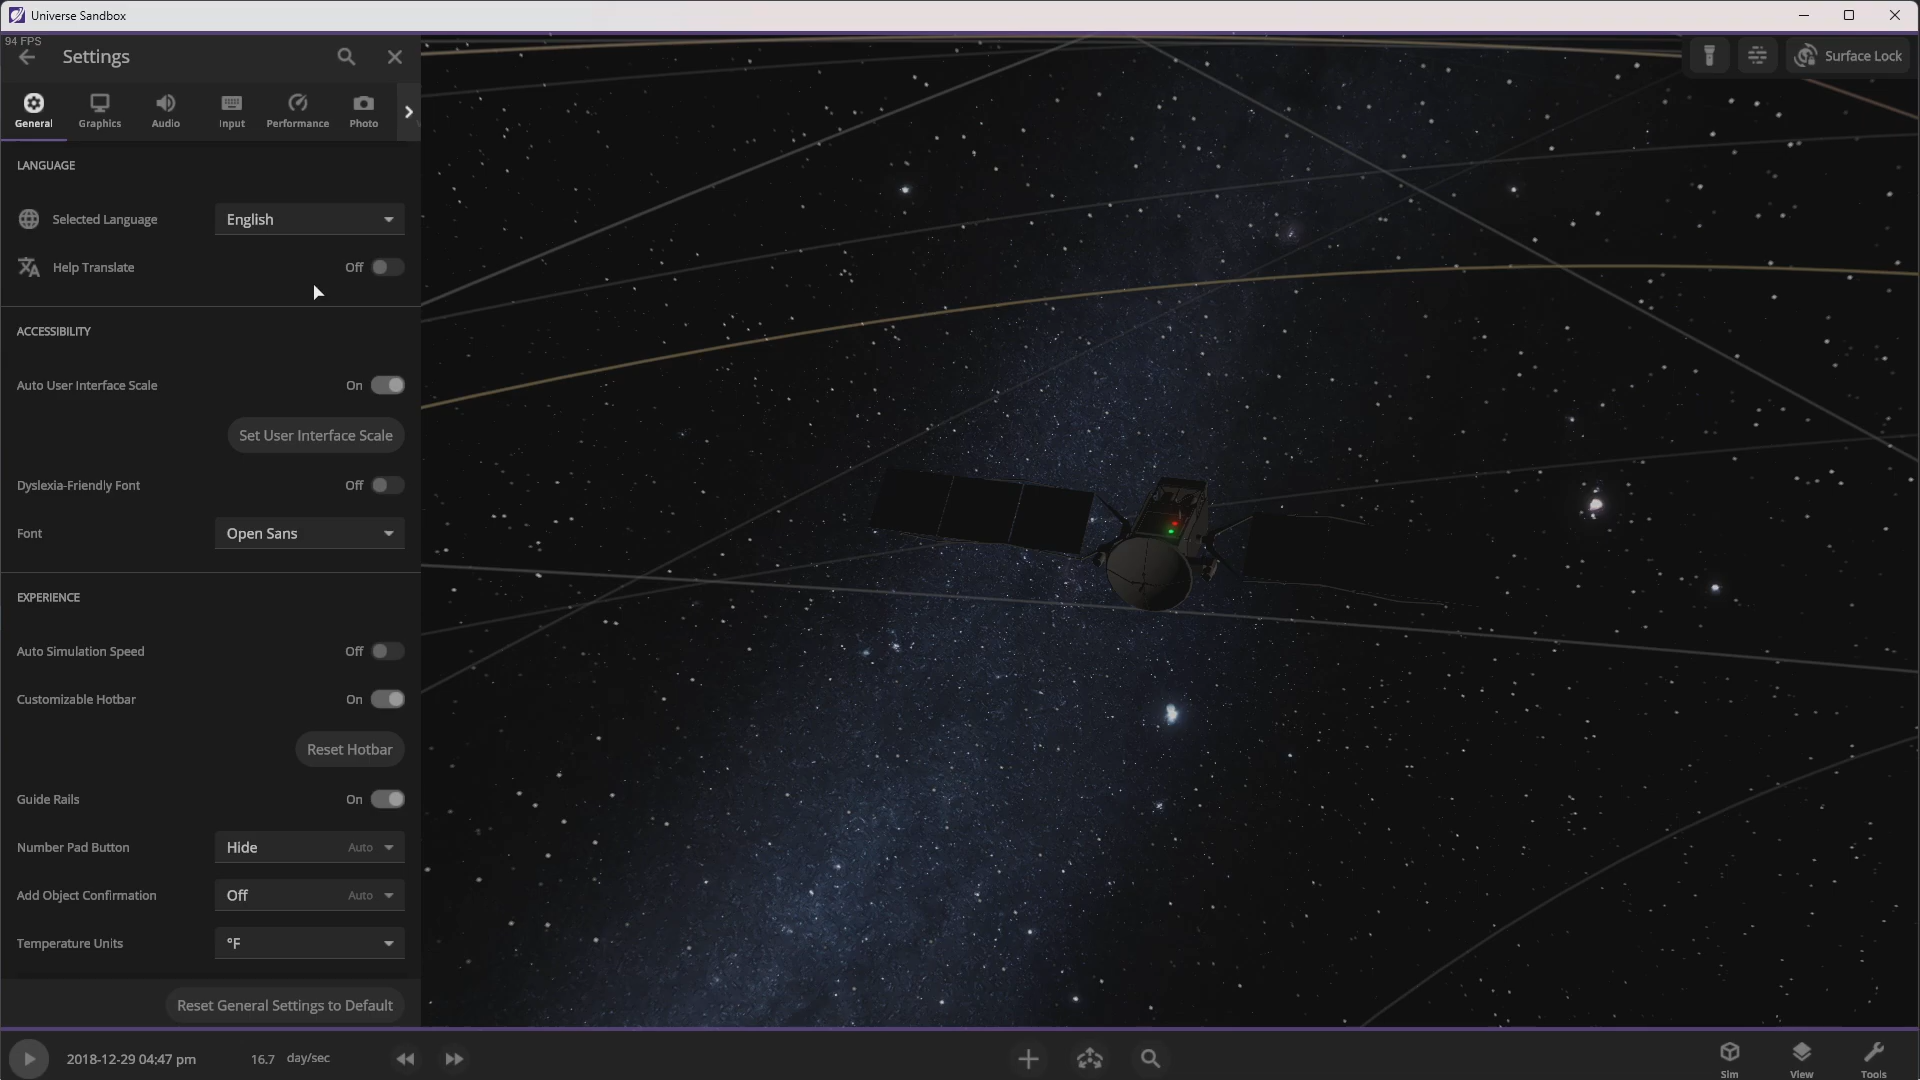 Universe Sandbox
94 FPS
Settings
Surface Lock
General
Graphics
Audio
Input
Performance
Photo
LANGUAGE
Selected Language
English
Help Translate
Off
ACCESSIBILITY
Auto User Interface Scale
On
Set User Interface Scale
Dyslexia-Friendly Font
Off
Font
Open Sans
EXPERIENCE
Auto Simulation Speed
Off
Customizable Hotbar
On
Reset Hotbar
Guide Rails
On
Number Pad Button
Hide
Auto
Add Object Confirmation
Off
Auto
Temperature Units
°F
Reset General Settings to Default
2018-12-29 04:47 pm
16.7 day/sec
Sim
View
Tools